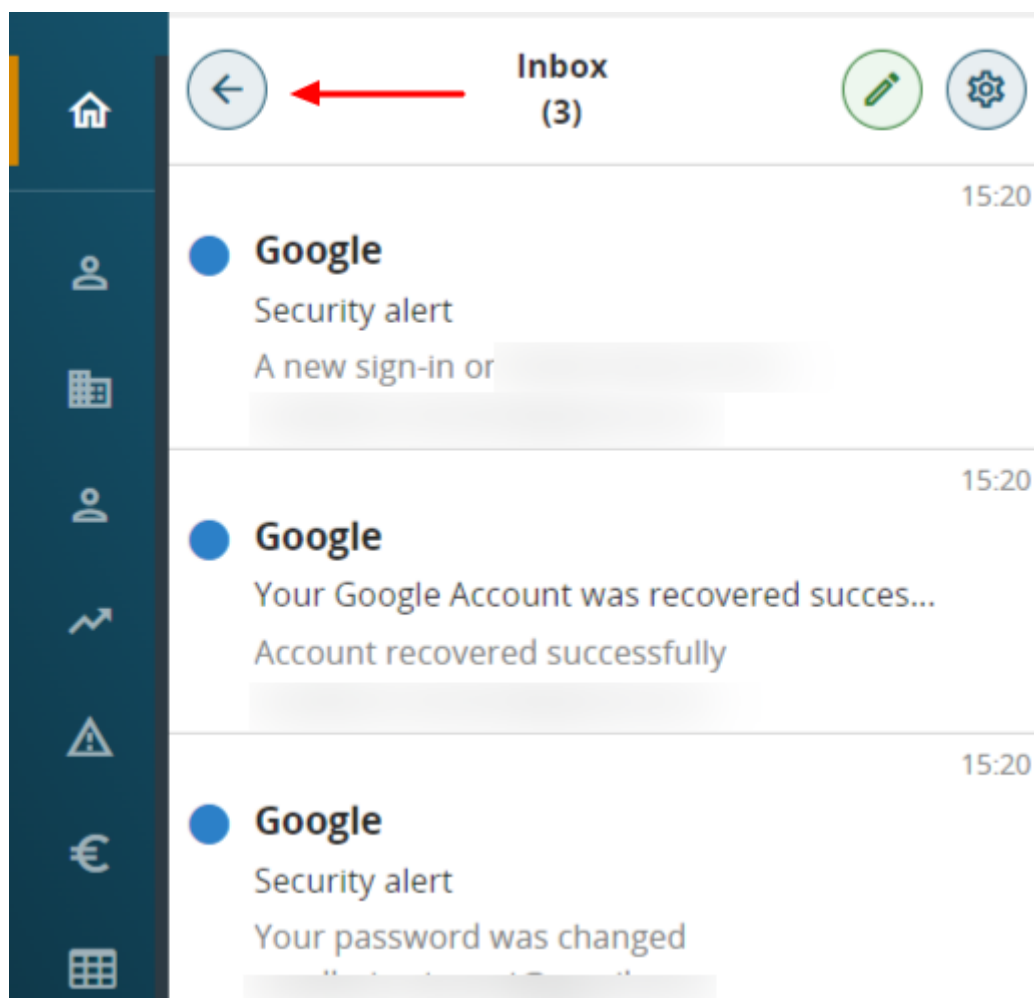 Inbox
(3)
15:20
Google
Security alert
A new sign-in on
15:20
Google
Your Google Account was recovered succes...
Account recovered successfully
15:20
Google
Security alert
Your password was changed
€